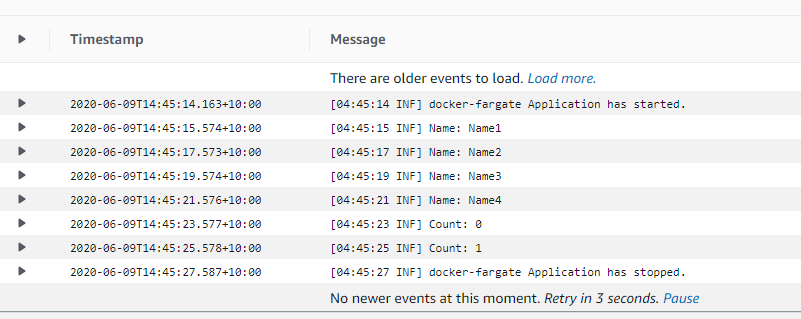 Timestamp Message
There are older events to load. Load more.
2020-06-09T14:45:14.163+10:00 [04:45:14 INF] docker-fargate Application has started.
2020-06-09T14:45:15.574+10:00 [04:45:15 INF] Name: Name1
2020-06-09T14:45:17.573+10:00 [04:45:17 INF] Name: Name2
2020-06-09T14:45:19.574+10:00 [04:45:19 INF] Name: Name3
2020-06-09T14:45:21.576+10:00 [04:45:21 INF] Name: Name4
2020-06-09T14:45:23.577+10:00 [04:45:23 INF] Count: 0
2020-06-09T14:45:25.578+10:00 [04:45:25 INF] Count: 1
2020-06-09T14:45:27.587+10:00 [04:45:27 INF] docker-fargate Application has stopped.
No newer events at this moment. Retry in 3 seconds. Pause